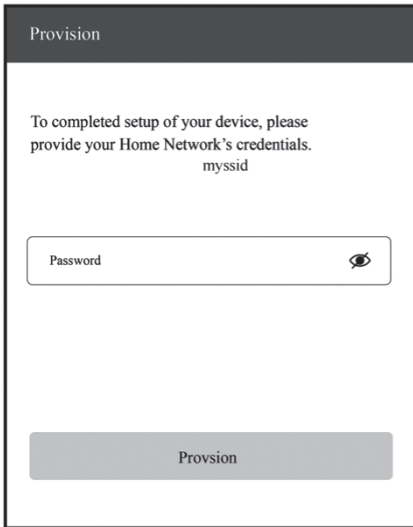 Provision
To completed setup of your device, please
provide your Home Network’s credentials.
myssid
Password
Provsion